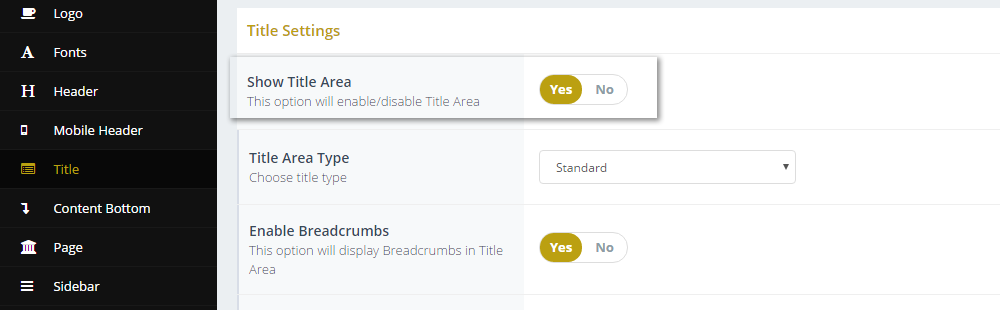 Logo
Fonts
Header
Mobile Header
Title
Content Bottom
Page
Sidebar
Title Settings
Show Title Area
This option will enable/disable Title Area
Yes No
Title Area Type
Choose title type
Standard
Enable Breadcrumbs
This option will display Breadcrumbs in Title
Area
Yes No